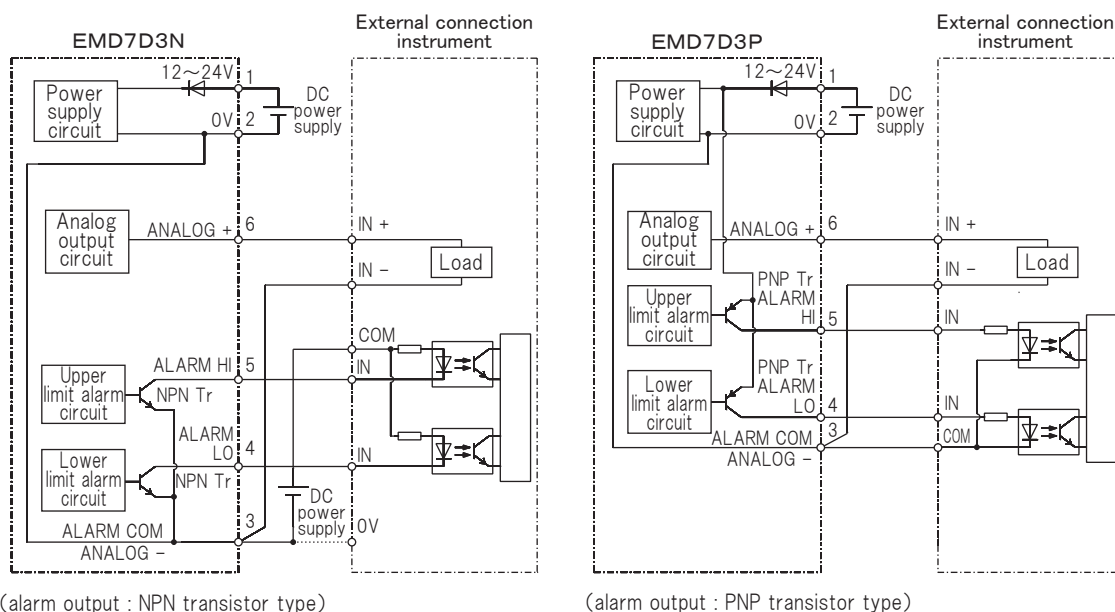 EMD7D3N
External connection
instrument
12～24V
1
Power
supply
circuit
DC
power
supply
0V
2
Analog
output
circuit
ANALOG +
6
IN +
IN -
Load
COM
ALARM HI
5
IN
Upper
limit alarm
circuit
NPN Tr
ALARM
LO
4
IN
Lower
limit alarm
circuit
NPN Tr
DC
power
supply
3
0V
ALARM COM
ANALOG -
(alarm output : NPN transistor type)
EMD7D3P
External connection
instrument
12～24V
1
Power
supply
circuit
DC
power
supply
0V
2
Analog
output
circuit
ANALOG +
6
IN +
IN -
Load
PNP Tr
ALARM
HI
5
IN
Upper
limit alarm
circuit
PNP Tr
ALARM
LO
4
IN
Lower
limit alarm
circuit
3
ALARM COM
COM
ANALOG -
(alarm output : PNP transistor type)